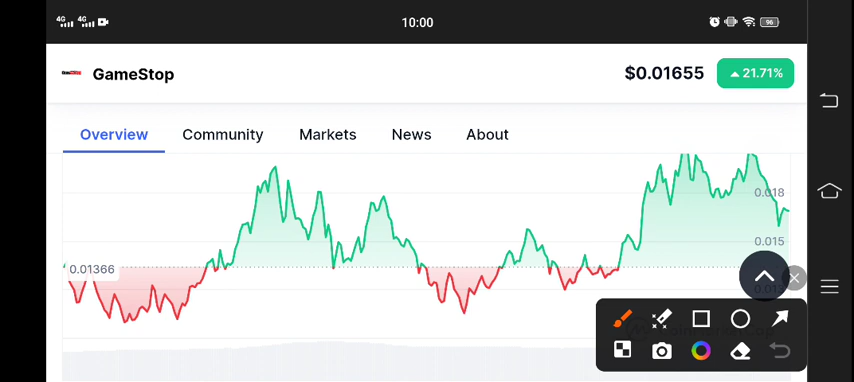 4G 4G 10:00 96
GameStop $0.01655 21.71%
Overview Community Markets News About
0.018
0.015
0.01366